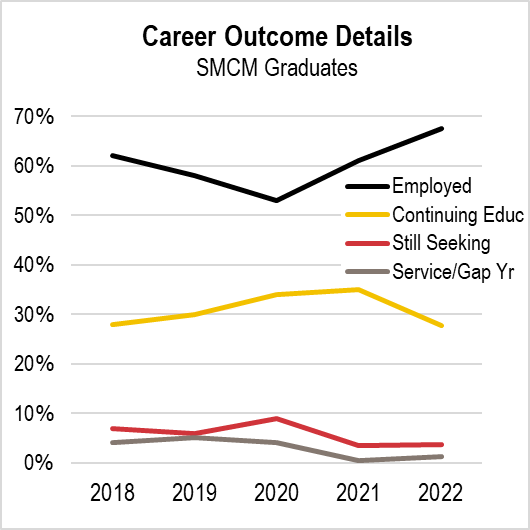 Career Outcome Details
SMCM Graduates
70%
60%
50%
40%
30%
20%
10%
0%
Employed
Continuing Educ
Still Seeking
Service/Gap Yr
2018 2019 2020 2021 2022